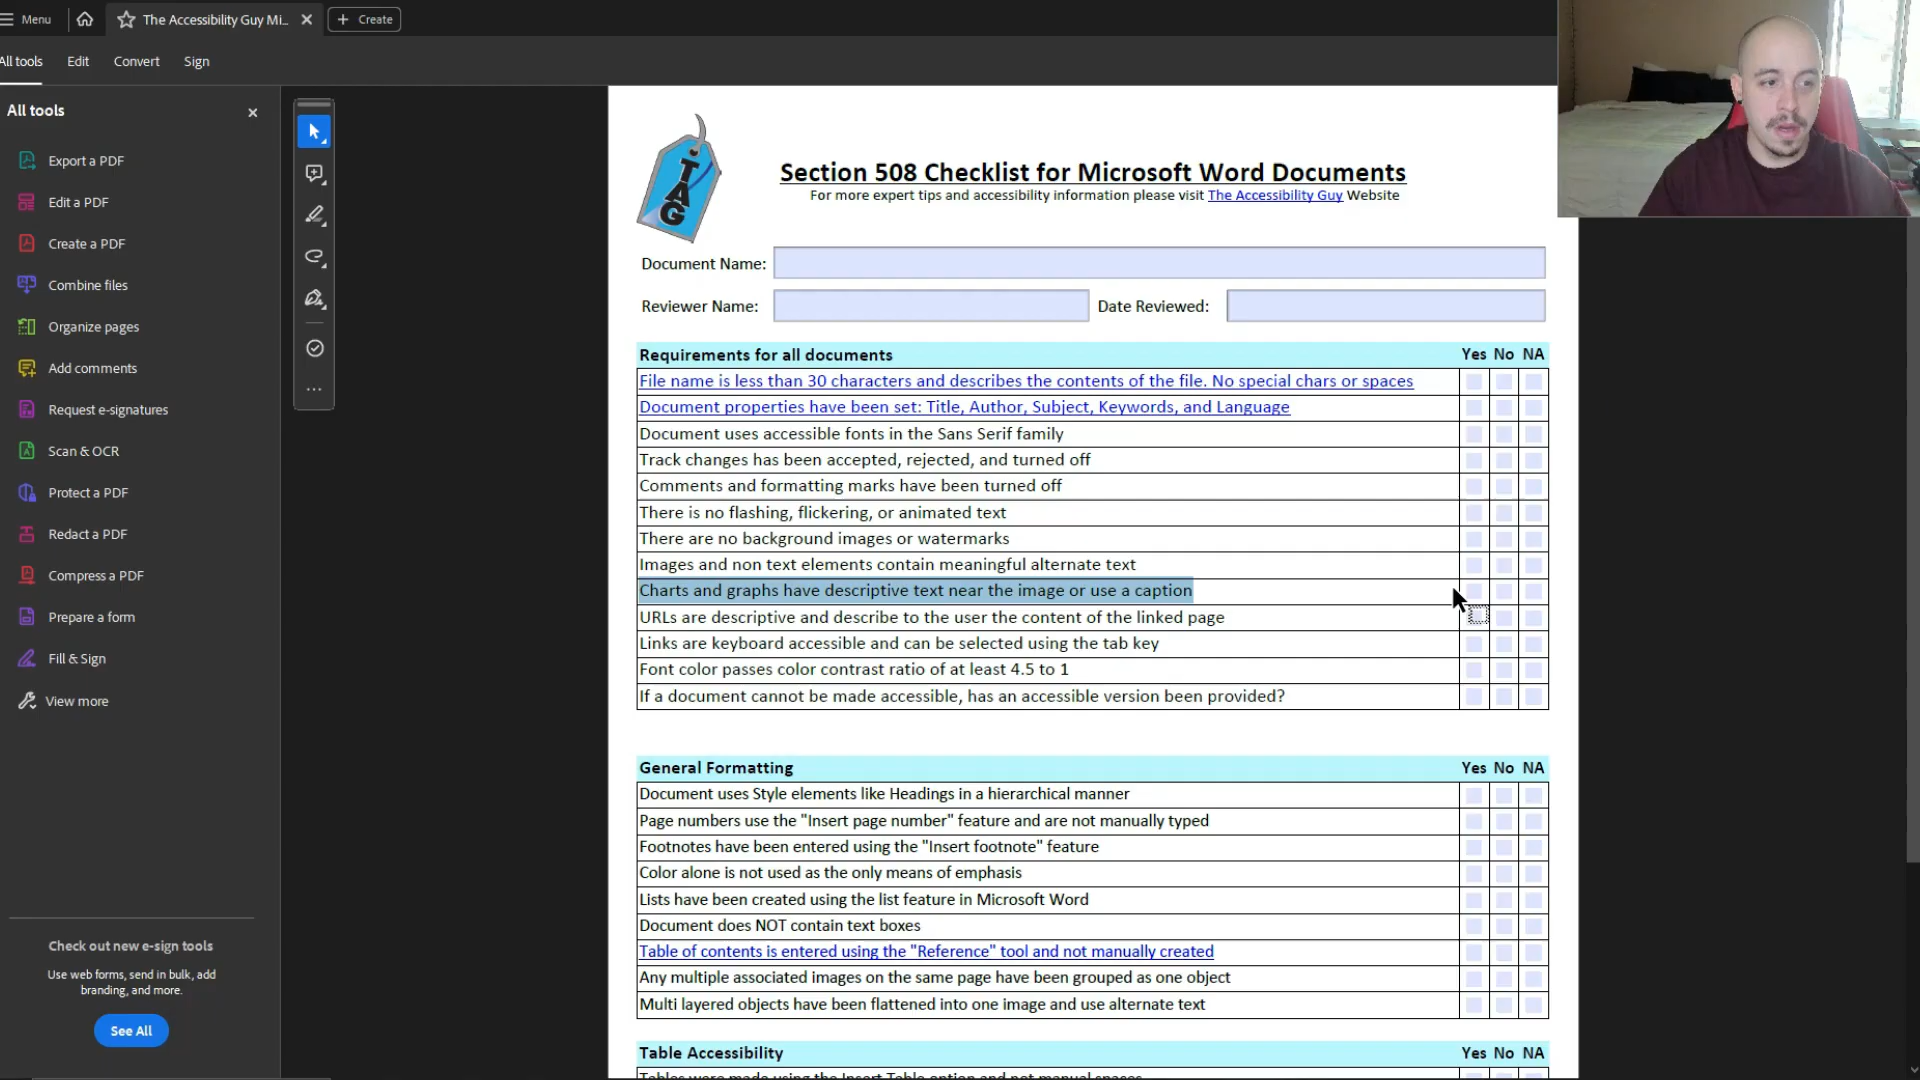 Menu
The Accessibility Guy Mi...
Create
All tools
Edit
Convert
Sign
All tools
Export a PDF
Edit a PDF
Create a PDF
Combine files
Organize pages
Add comments
Request e-signatures
Scan & OCR
Protect a PDF
Redact a PDF
Compress a PDF
Prepare a form
Fill & Sign
View more
Check out new e-sign tools
Use web forms, send in bulk, add
branding, and more.
See All
TAG
Section 508 Checklist for Microsoft Word Documents
For more expert tips and accessibility information please visit The Accessibility Guy Website
Document Name:
Reviewer Name: Date Reviewed:
Requirements for all documents Yes No NA
File name is less than 30 characters and describes the contents of the file. No special chars or spaces
Document properties have been set: Title, Author, Subject, Keywords, and Language
Document uses accessible fonts in the Sans Serif family
Track changes has been accepted, rejected, and turned off
Comments and formatting marks have been turned off
There is no flashing, flickering, or animated text
There are no background images or watermarks
Images and non text elements contain meaningful alternate text
Charts and graphs have descriptive text near the image or use a caption
URLs are descriptive and describe to the user the content of the linked page
Links are keyboard accessible and can be selected using the tab key
Font color passes color contrast ratio of at least 4.5 to 1
If a document cannot be made accessible, has an accessible version been provided?
General Formatting Yes No NA
Document uses Style elements like Headings in a hierarchical manner
Page numbers use the "Insert page number" feature and are not manually typed
Footnotes have been entered using the "Insert footnote" feature
Color alone is not used as the only means of emphasis
Lists have been created using the list feature in Microsoft Word
Document does NOT contain text boxes
Table of contents is entered using the "Reference" tool and not manually created
Any multiple associated images on the same page have been grouped as one object
Multi layered objects have been flattened into one image and use alternate text
Table Accessibility Yes No NA
Tables were made using the Insert Table option and not manual spaces